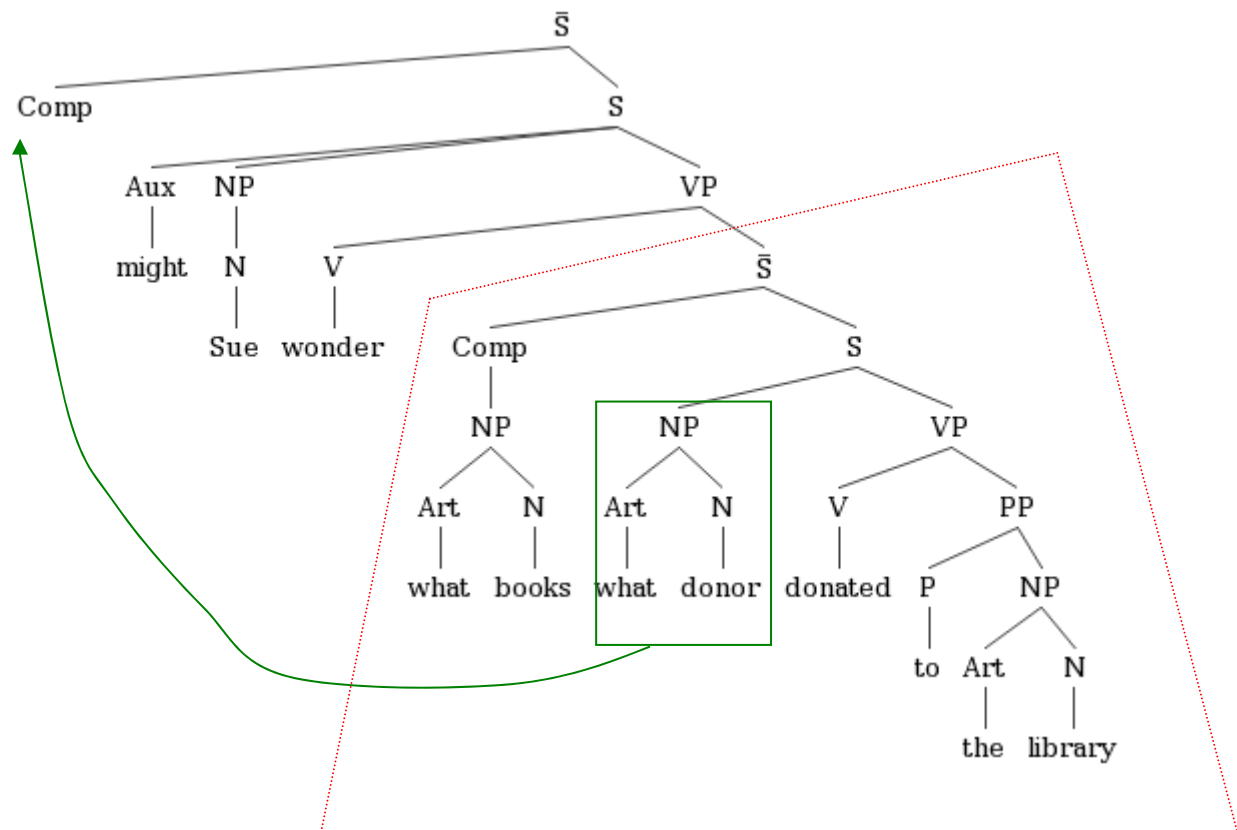 S̄
Comp S
Aux NP VP
might N V S̄
Sue wonder Comp S
NP NP VP
Art N Art N V PP
what books what donor donated P NP
to Art N
the library